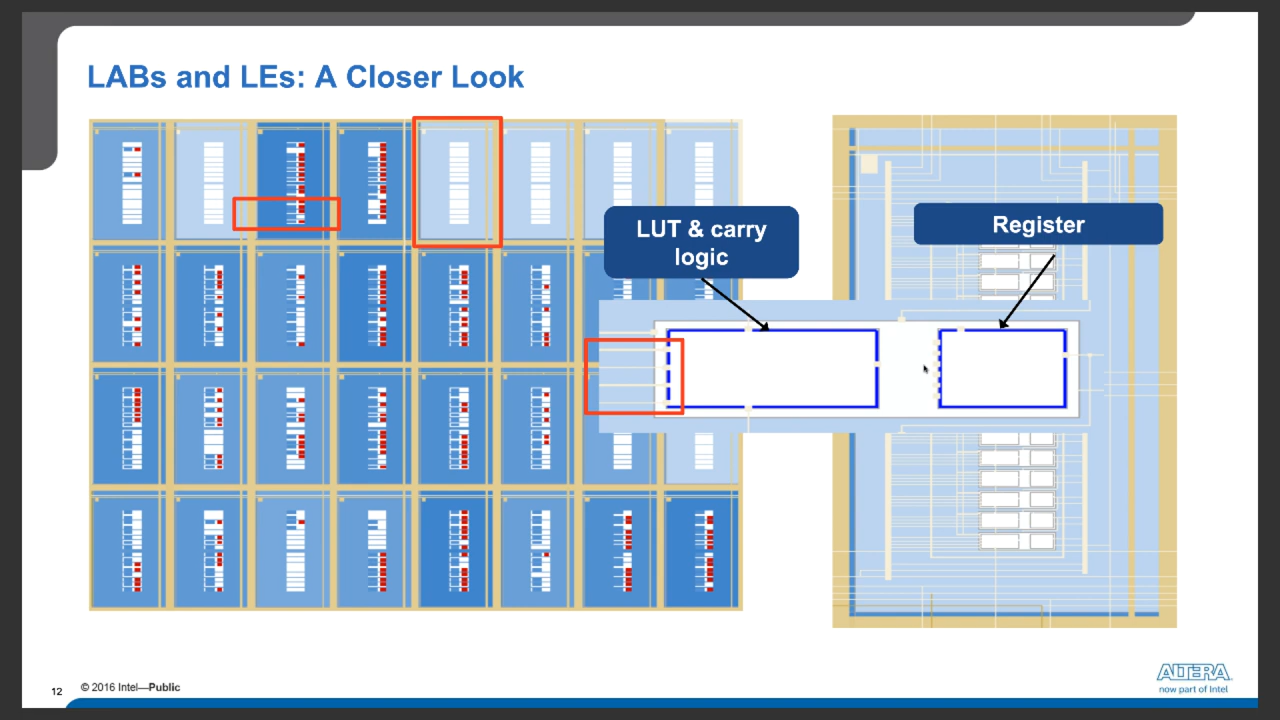 LABs and LEs: A Closer Look
LUT & carry
logic
Register
12
© 2016 Intel—Public
ALTERA
now part of Intel